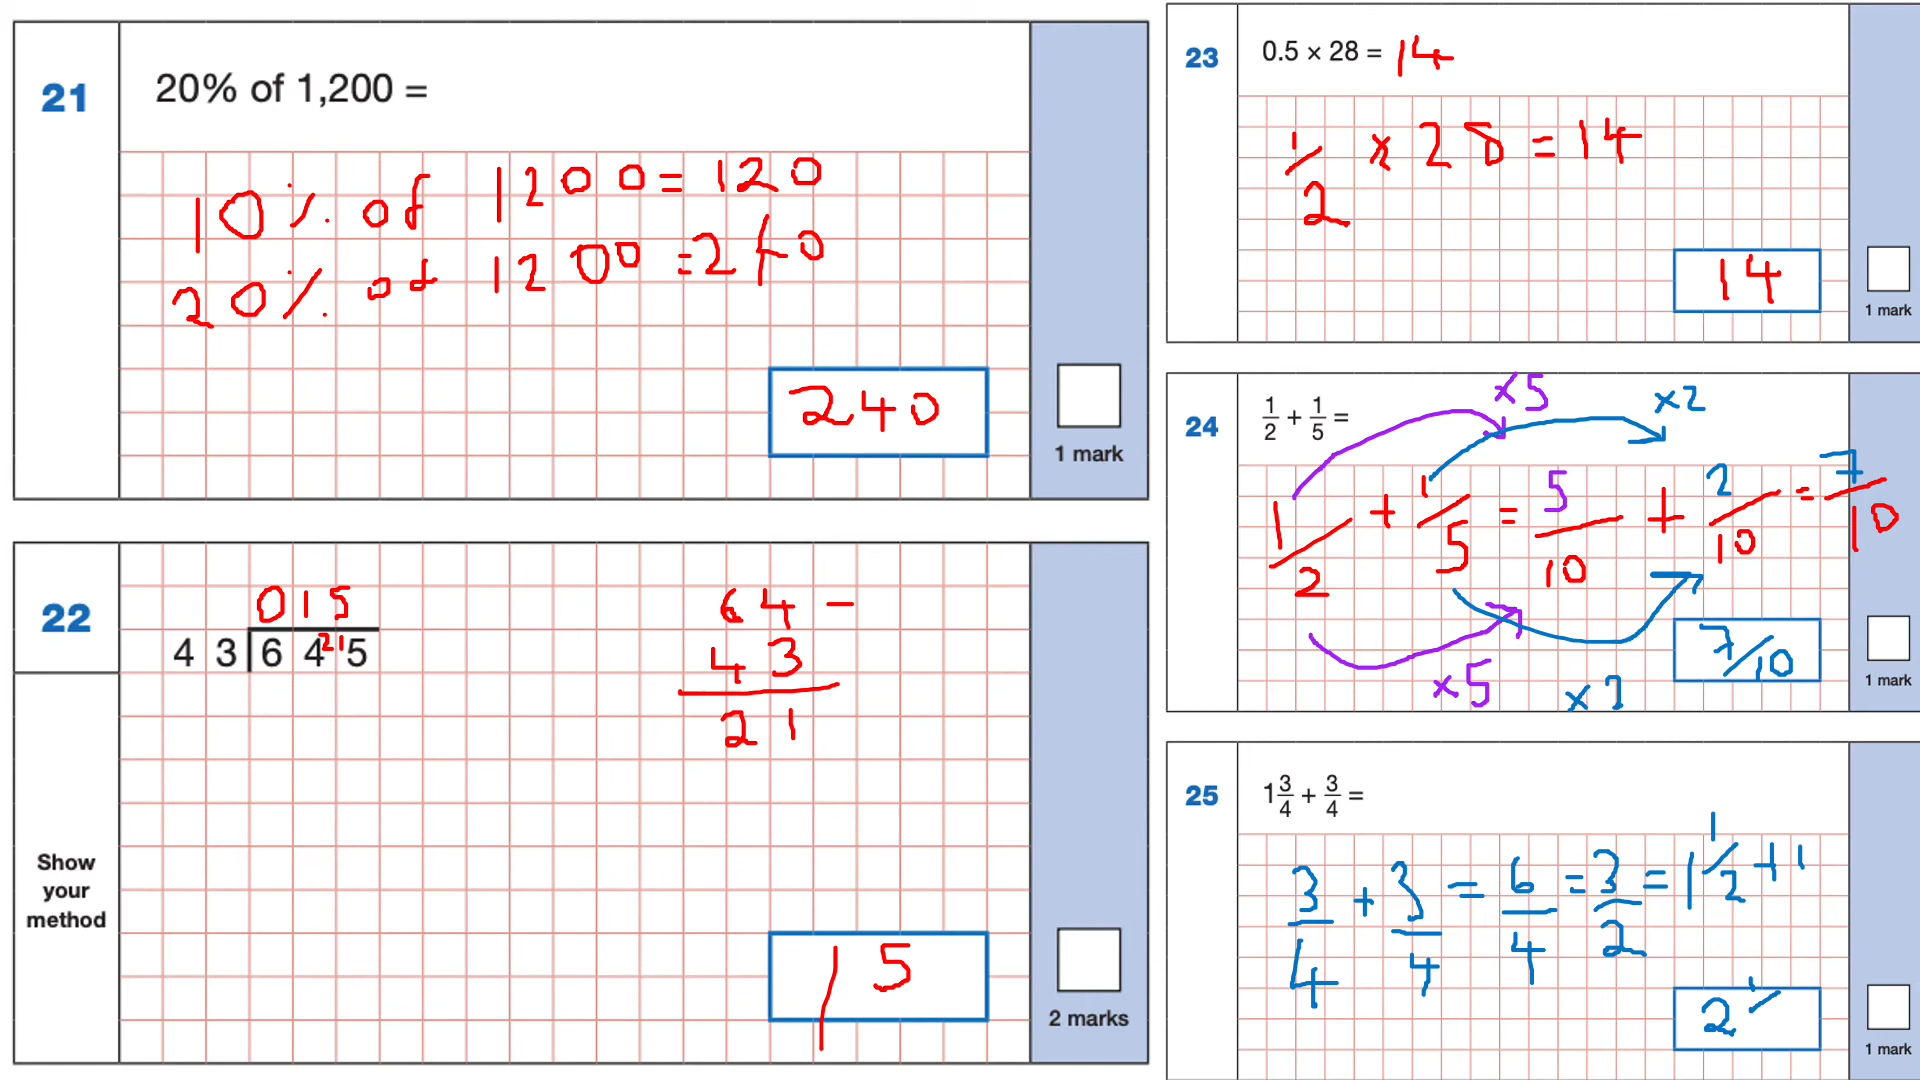 21
20% of 1,200 =
10% of 1200 = 120
20% of 1200 = 240
240
1 mark
22
015
43 6 4 21 5
64 -
43
21
Show
your
method
15
2 marks
23
0.5 × 28 = 14
1/2 × 28 = 14
14
1 mark
24
×5 ×2
1/2 + 1/5 =
1/2 + 1/5 = 5/10 + 2/10 = 7/10
×5 ×2
7/10
1 mark
25
1 3/4 + 3/4 =
3/4 + 3/4 = 6/4 = 3/2 = 1 1/2 + 1
2 1/
1 mark